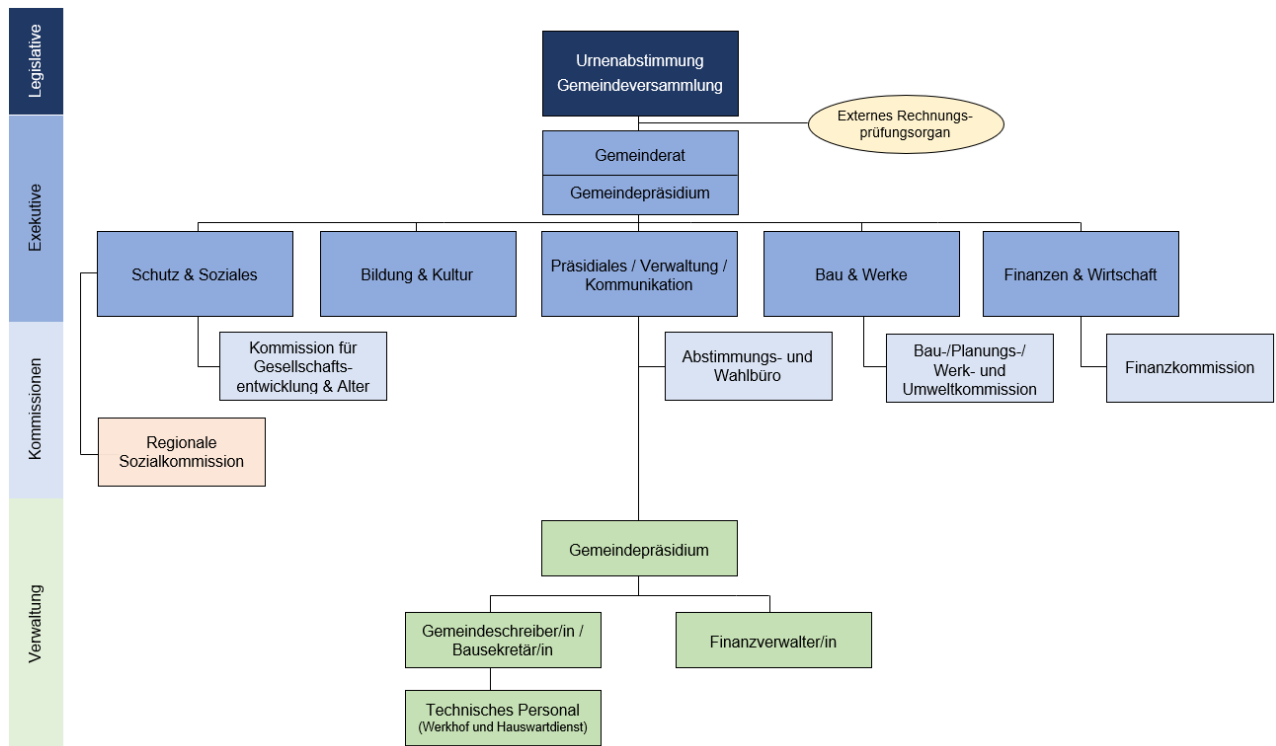 Legislative
Urnenabstimmung
Gemeindeversammlung
Externes Rechnungs-
prüfungsorgan
Exekutive
Gemeinderat
Gemeindepräsidium
Schutz & Soziales
Bildung & Kultur
Präsidiales / Verwaltung /
Kommunikation
Bau & Werke
Finanzen & Wirtschaft
Kommissionen
Kommission für
Gesellschafts-
entwicklung & Alter
Abstimmungs- und
Wahlbüro
Bau-/Planungs-/
Werk- und
Umweltkommission
Finanzkommission
Regionale
Sozialkommission
Verwaltung
Gemeindepräsidium
Gemeindeschreiber/in /
Bausekretär/in
Finanzverwalter/in
Technisches Personal
(Werkhof und Hauswartdienst)